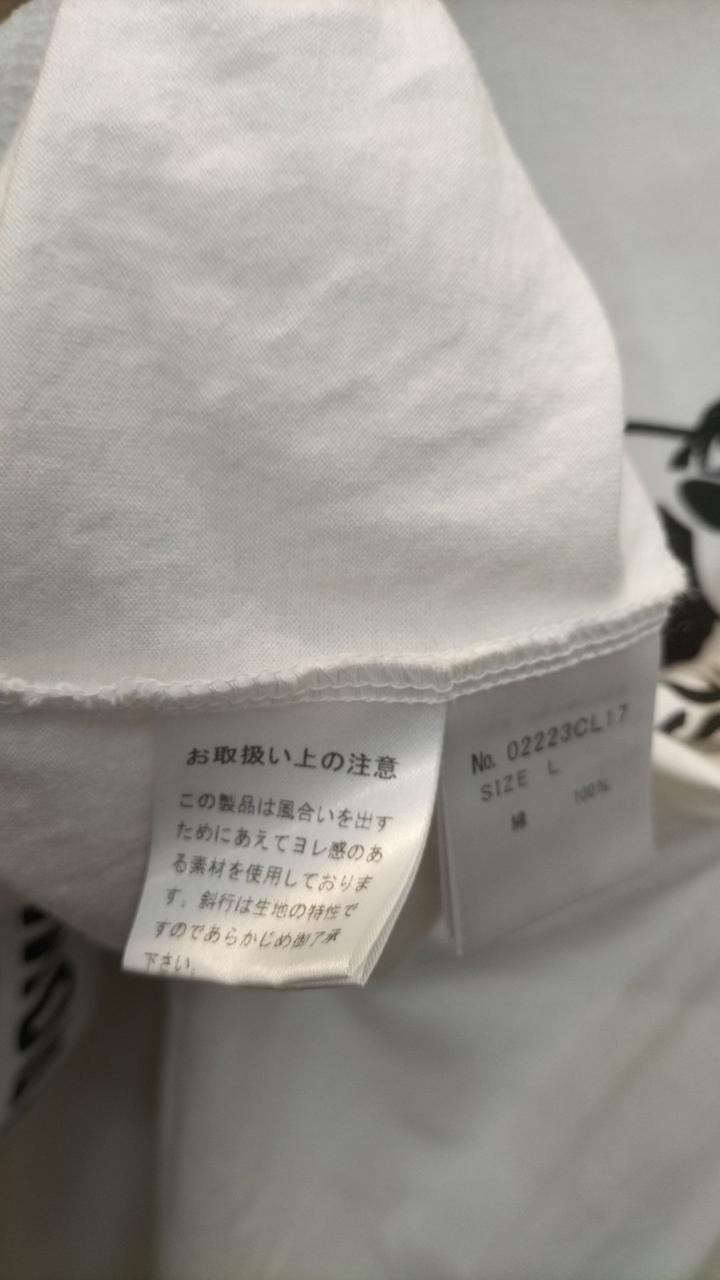 お取扱い上の注意
この製品は風合いを出す
ためにあえてヨレ感のあ
る素材を使用しておりま
す。斜行は生地の特性で
すのであらかじめ御了承
下さい。
No. 02223CL17
SIZE L
綿 100%